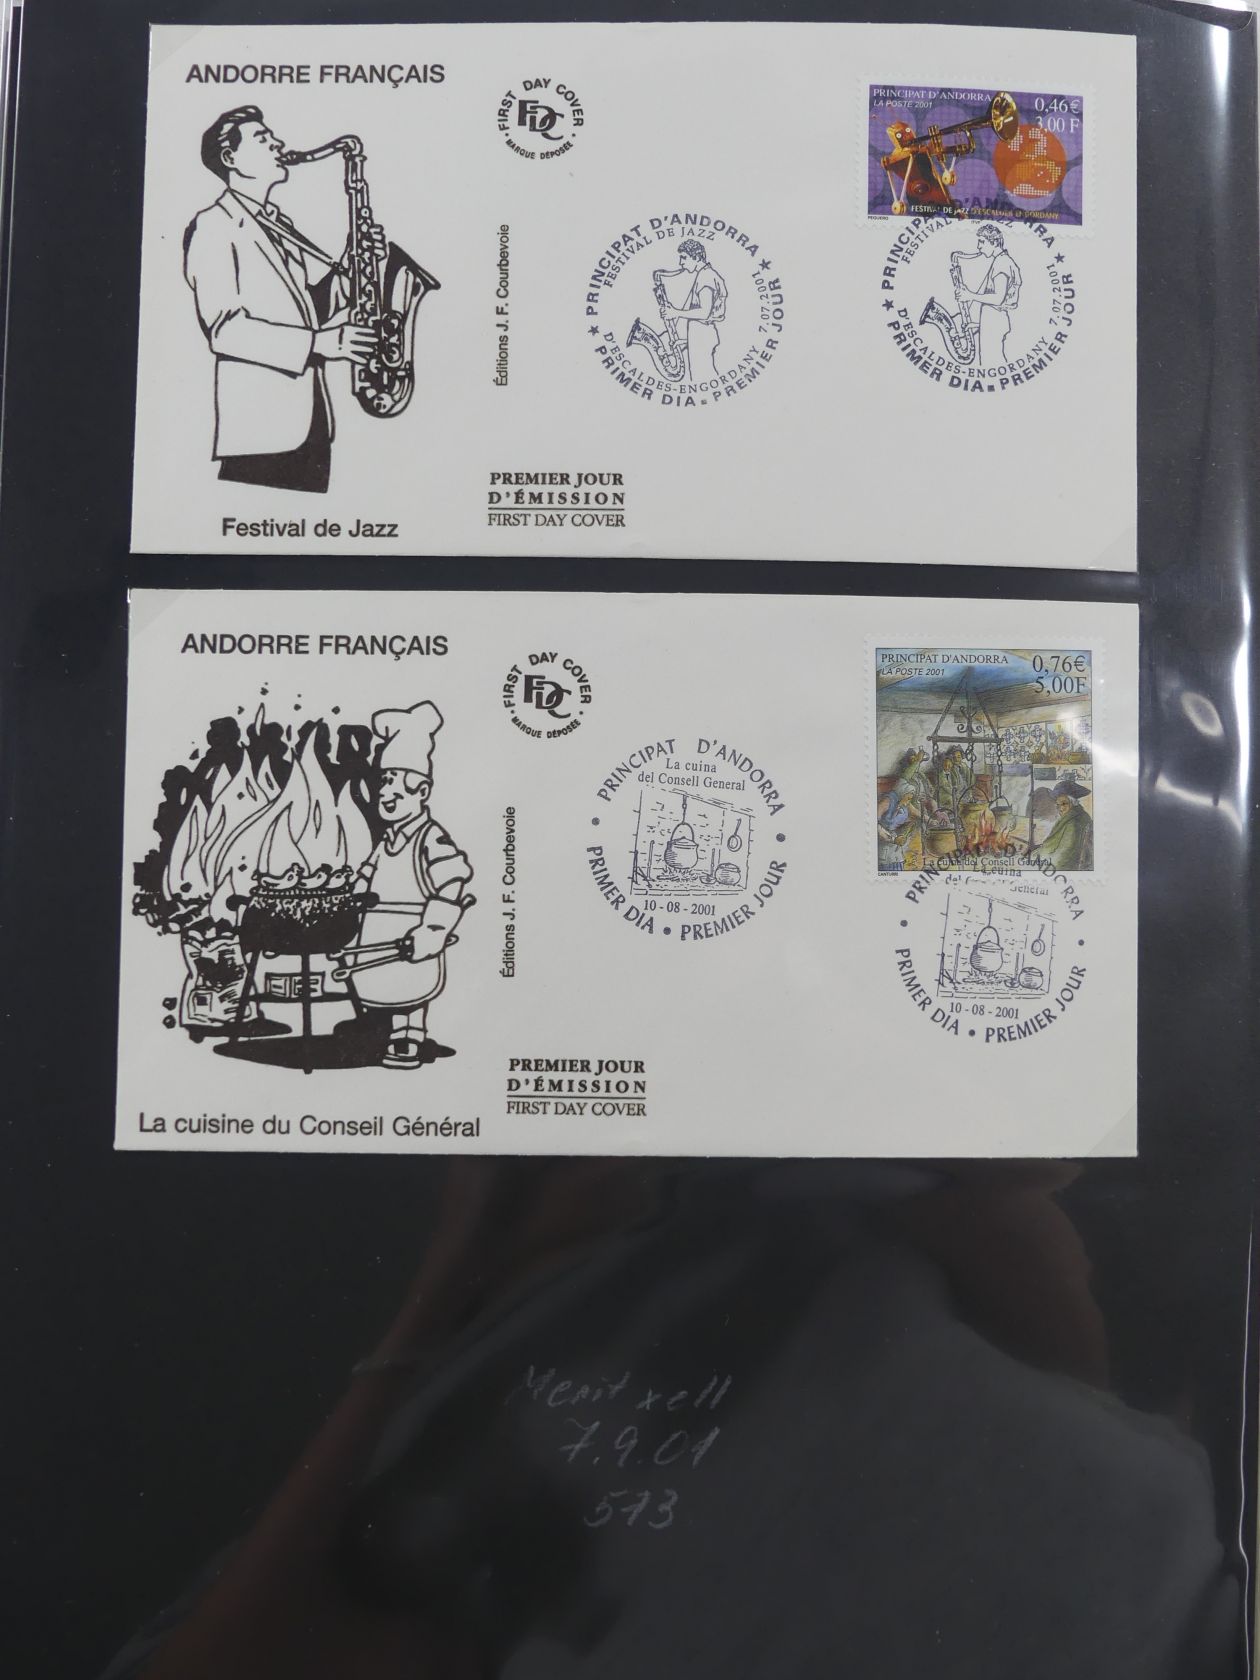 ANDORRE FRANÇAIS
FIRST DAY COVER
FDC
MARQUE DÉPOSÉE
PRINCIPAT D'ANDORRA
LA POSTE 2001
0,46€
3,00 F
FESTIVAL DE JAZZ D'ESCALDES ENGORDANY
PEGUERO
Éditions J. F. Courbevoie
PRINCIPAT D'ANDORRA
FESTIVAL DE JAZZ
D'ESCALDES-ENGORDANY 7.07.2001
PRIMER DIA PREMIER JOUR
PRINCIPAT D'ANDORRA
FESTIVAL DE JAZZ
D'ESCALDES-ENGORDANY 7.07.2001
PRIMER DIA PREMIER JOUR
PREMIER JOUR
D'ÉMISSION
FIRST DAY COVER
Festival de Jazz
ANDORRE FRANÇAIS
FIRST DAY COVER
FDC
MARQUE DÉPOSÉE
PRINCIPAT D'ANDORRA
LA POSTE 2001
0,76€
5,00F
La cuina del Consell General
CANTURRI
Éditions J. F. Courbevoie
PRINCIPAT D'ANDORRA
La cuina
del Consell General
10-08-2001
PRIMER DIA • PREMIER JOUR
PRINCIPAT D'ANDORRA
La cuina
del Consell General
10-08-2001
PRIMER DIA • PREMIER JOUR
PREMIER JOUR
D'ÉMISSION
FIRST DAY COVER
La cuisine du Conseil Général
Meritxell
7.9.01
573